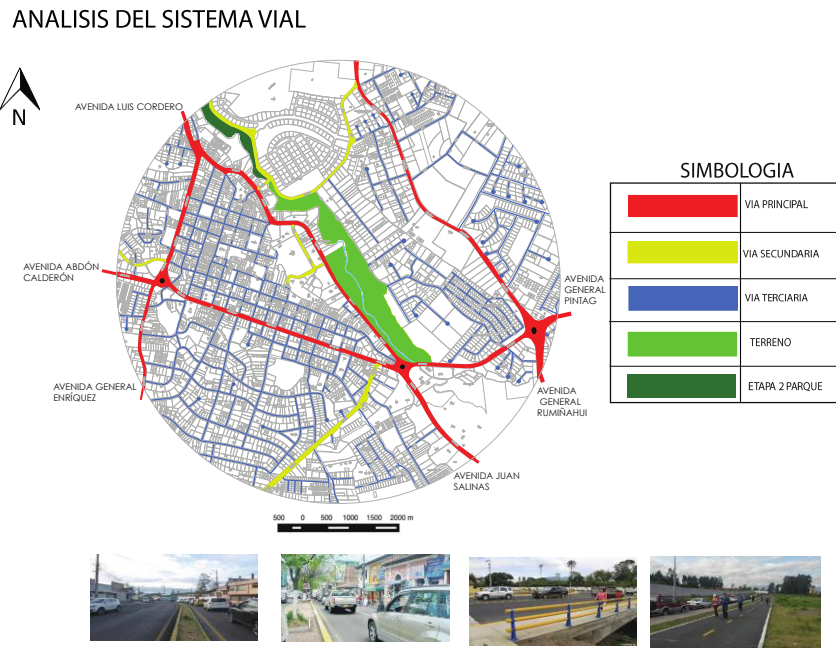 ANALISIS DEL SISTEMA VIAL
N
AVENIDA LUIS CORDERO
AVENIDA ABDÓN
CALDERÓN
AVENIDA GENERAL
ENRÍQUEZ
AVENIDA
GENERAL
PINTAG
AVENIDA
GENERAL
RUMIÑAHUI
AVENIDA JUAN
SALINAS
500 0 500 1000 1500 2000 m
SIMBOLOGIA
VIA PRINCIPAL
VIA SECUNDARIA
VIA TERCIARIA
TERRENO
ETAPA 2 PARQUE